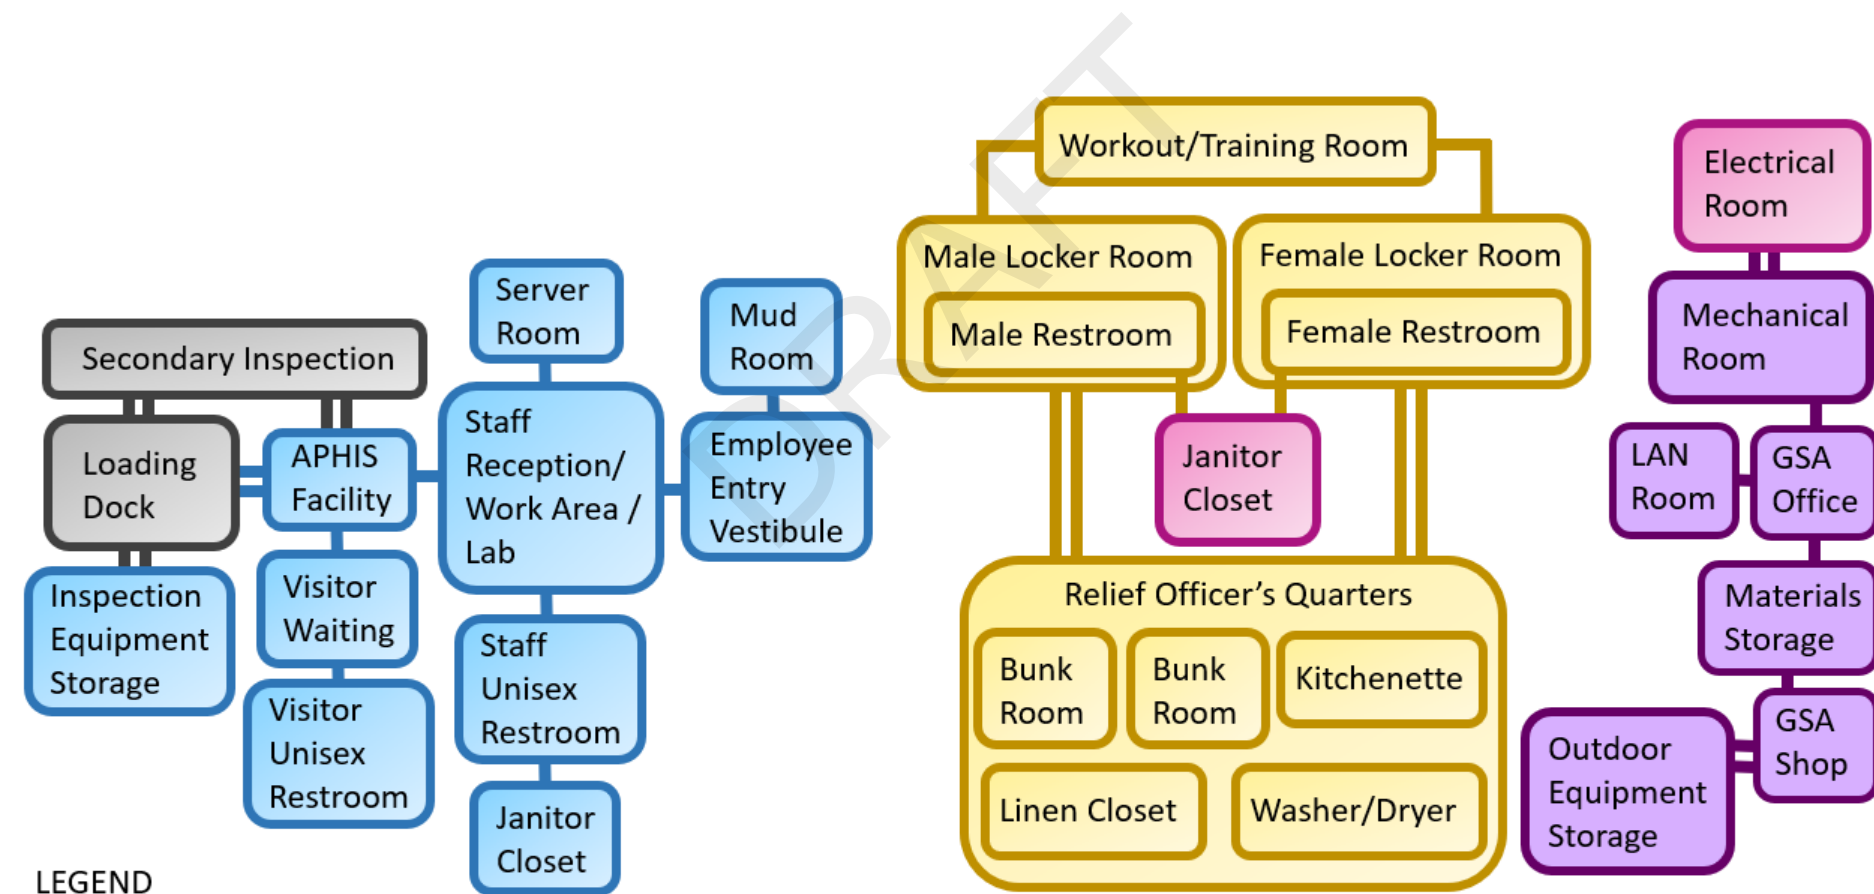 DRAFT
Secondary Inspection
Loading
Dock
APHIS
Facility
Inspection
Equipment
Storage
Visitor
Waiting
Visitor
Unisex
Restroom
Server
Room
Staff
Reception/
Work Area /
Lab
Staff
Unisex
Restroom
Janitor
Closet
Mud
Room
Employee
Entry
Vestibule
Workout/Training Room
Male Locker Room
Male Restroom
Female Locker Room
Female Restroom
Janitor
Closet
Relief Officer's Quarters
Bunk
Room
Bunk
Room
Kitchenette
Linen Closet
Washer/Dryer
Electrical
Room
Mechanical
Room
LAN
Room
GSA
Office
Materials
Storage
GSA
Shop
Outdoor
Equipment
Storage
LEGEND